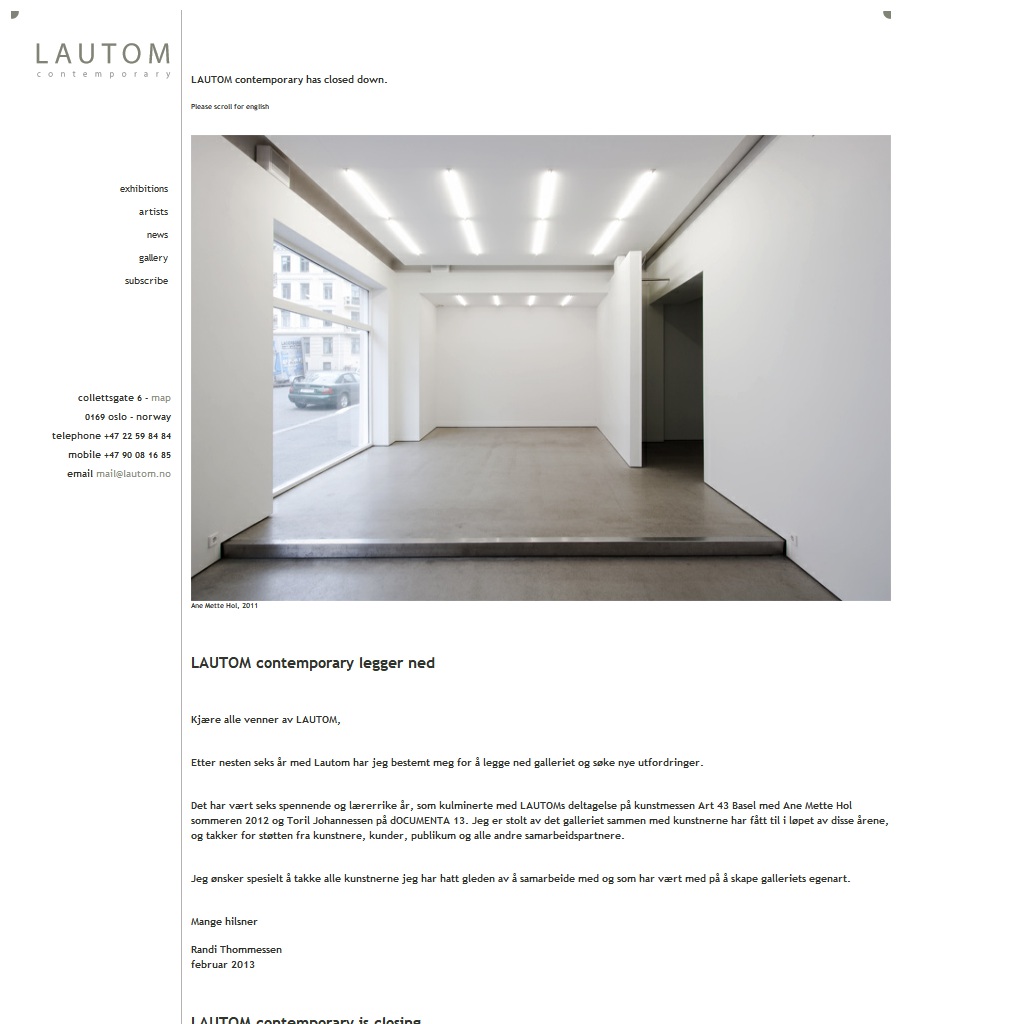 LAUTOM
contemporary
exhibitions
artists
news
gallery
subscribe
collettsgate 6 - map
0169 oslo - norway
telephone +47 22 59 84 84
mobile +47 90 08 16 85
email mail@lautom.no
LAUTOM contemporary has closed down.
Please scroll for english
Ane Mette Hol, 2011
LAUTOM contemporary legger ned
Kjære alle venner av LAUTOM,
Etter nesten seks år med Lautom har jeg bestemt meg for å legge ned galleriet og søke nye utfordringer.
Det har vært seks spennende og lærerrike år, som kulminerte med LAUTOMs deltagelse på kunstmessen Art 43 Basel med Ane Mette Hol
sommeren 2012 og Toril Johannessen på dOCUMENTA 13. Jeg er stolt av det galleriet sammen med kunstnerne har fått til i løpet av disse årene,
og takker for støtten fra kunstnere, kunder, publikum og alle andre samarbeidspartnere.
Jeg ønsker spesielt å takke alle kunstnerne jeg har hatt gleden av å samarbeide med og som har vært med på å skape galleriets egenart.
Mange hilsner
Randi Thommessen
februar 2013
LAUTOM contemporary is closing